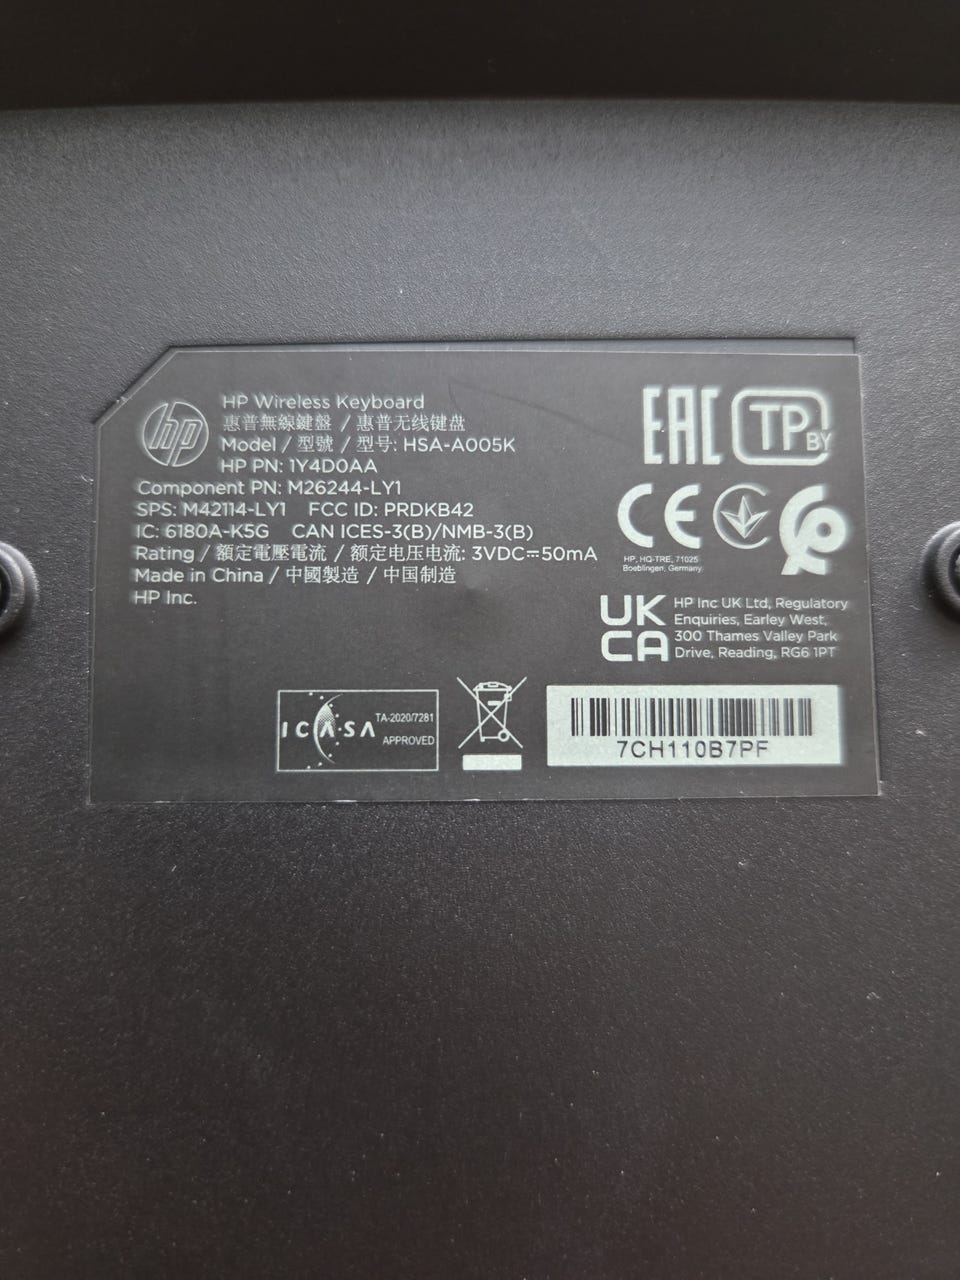 hp
HP Wireless Keyboard
惠普無線鍵盤 / 惠普无线键盘
Model / 型號 / 型号: HSA-A005K
HP PN: 1Y4D0AA
Component PN: M26244-LY1
SPS: M42114-LY1 FCC ID: PRDKB42
IC: 6180A-K5G CAN ICES-3(B)/NMB-3(B)
Rating / 額定電壓電流 / 额定电压电流: 3VDC⎓50mA
Made in China / 中國製造 / 中国制造
HP Inc.
EAC
TP BY
CE
HP, HQ-TRE, 71025
Boeblingen, Germany
UK
CA
HP Inc UK Ltd, Regulatory
Enquiries, Earley West,
300 Thames Valley Park
Drive, Reading, RG6 1PT
ICASA
TA-2020/7281
APPROVED
7CH110B7PF